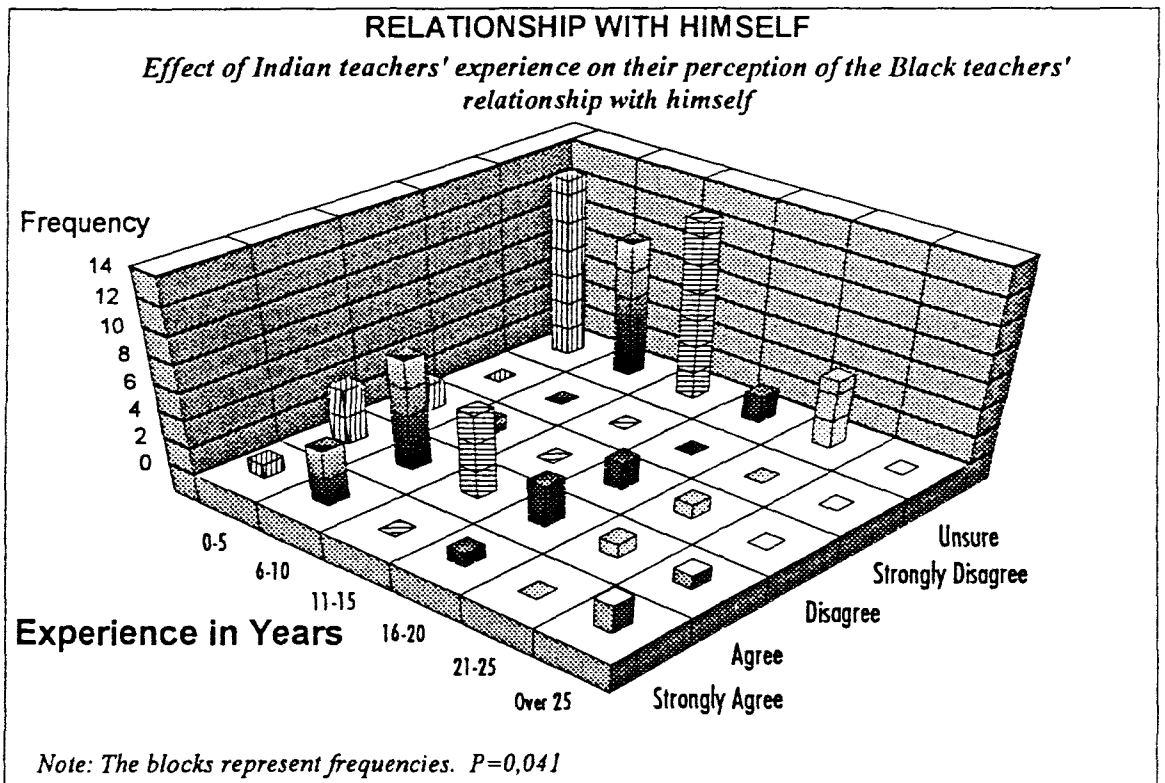 RELATIONSHIP WITH HIMSELF
Effect of Indian teachers' experience on their perception of the Black teachers'
relationship with himself
Frequency
14
12
10
8
6
4
2
0
0-5
6-10
11-15
16-20
21-25
Over 25
Experience in Years
Unsure
Strongly Disagree
Disagree
Agree
Strongly Agree
Note: The blocks represent frequencies. P=0,041